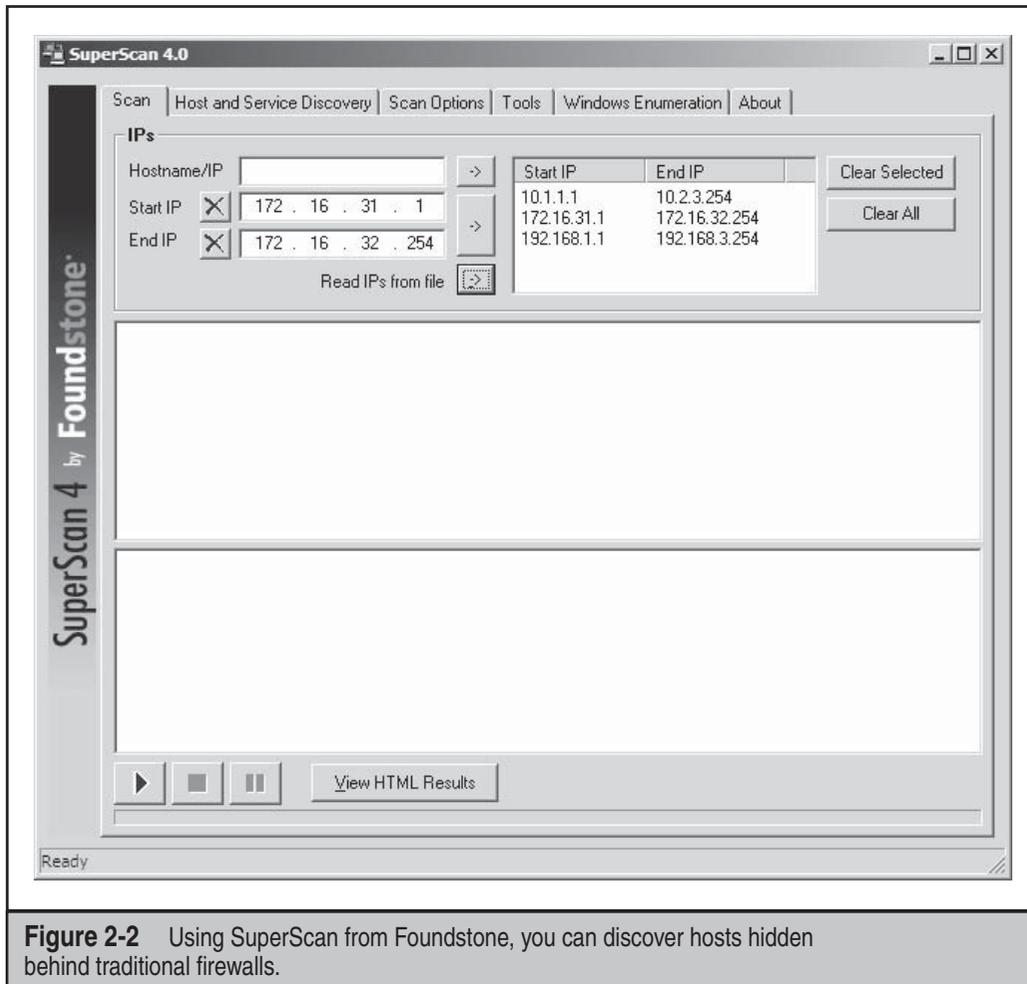 SuperScan 4.0
Scan Host and Service Discovery Scan Options Tools Windows Enumeration About
IPs
Hostname/IP ->
Start IP 172 . 16 . 31 . 1
End IP 172 . 16 . 32 . 254
->
Read IPs from file ->
Start IP End IP
10.1.1.1 10.2.3.254
172.16.31.1 172.16.32.254
192.168.1.1 192.168.3.254
Clear Selected
Clear All
SuperScan 4 by Foundstone
View HTML Results
Ready
Figure 2-2 Using SuperScan from Foundstone, you can discover hosts hidden
behind traditional firewalls.